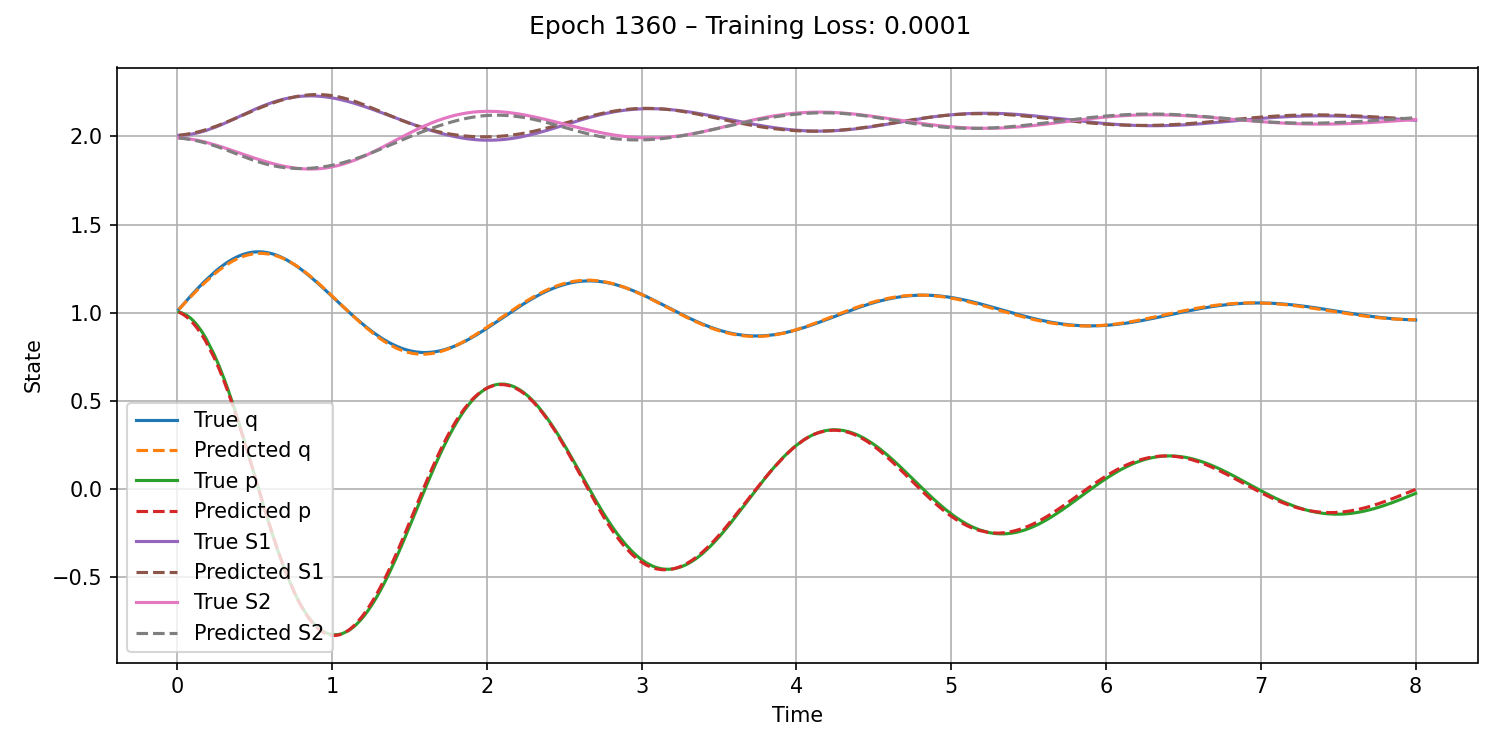 Epoch 1360 – Training Loss: 0.0001
State
2.0
1.5
1.0
0.5
0.0
−0.5
True q
Predicted q
True p
Predicted p
True S1
Predicted S1
True S2
Predicted S2
0 1 2 3 4 5 6 7 8
Time